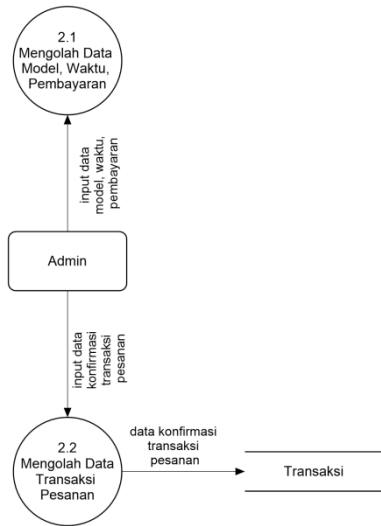 2.1
Mengolah Data
Model, Waktu,
Pembayaran
input data
model, waktu,
pembayaran
Admin
input data
konfirmasi
transaksi
pesanan
2.2
Mengolah Data
Transaksi
Pesanan
data konfirmasi
transaksi
pesanan
Transaksi